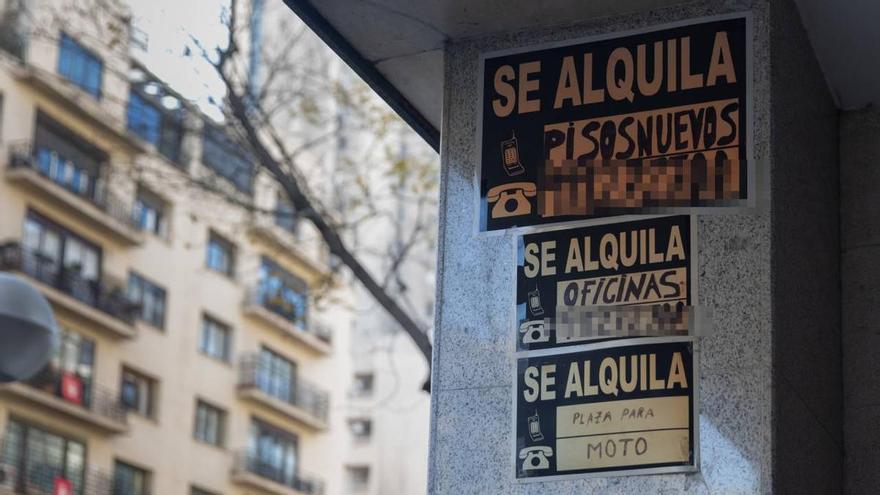 SE ALQUILA
PISOS NUEVOS
SE ALQUILA
OFICINAS
SE ALQUILA
PLAZA PARA
MOTO